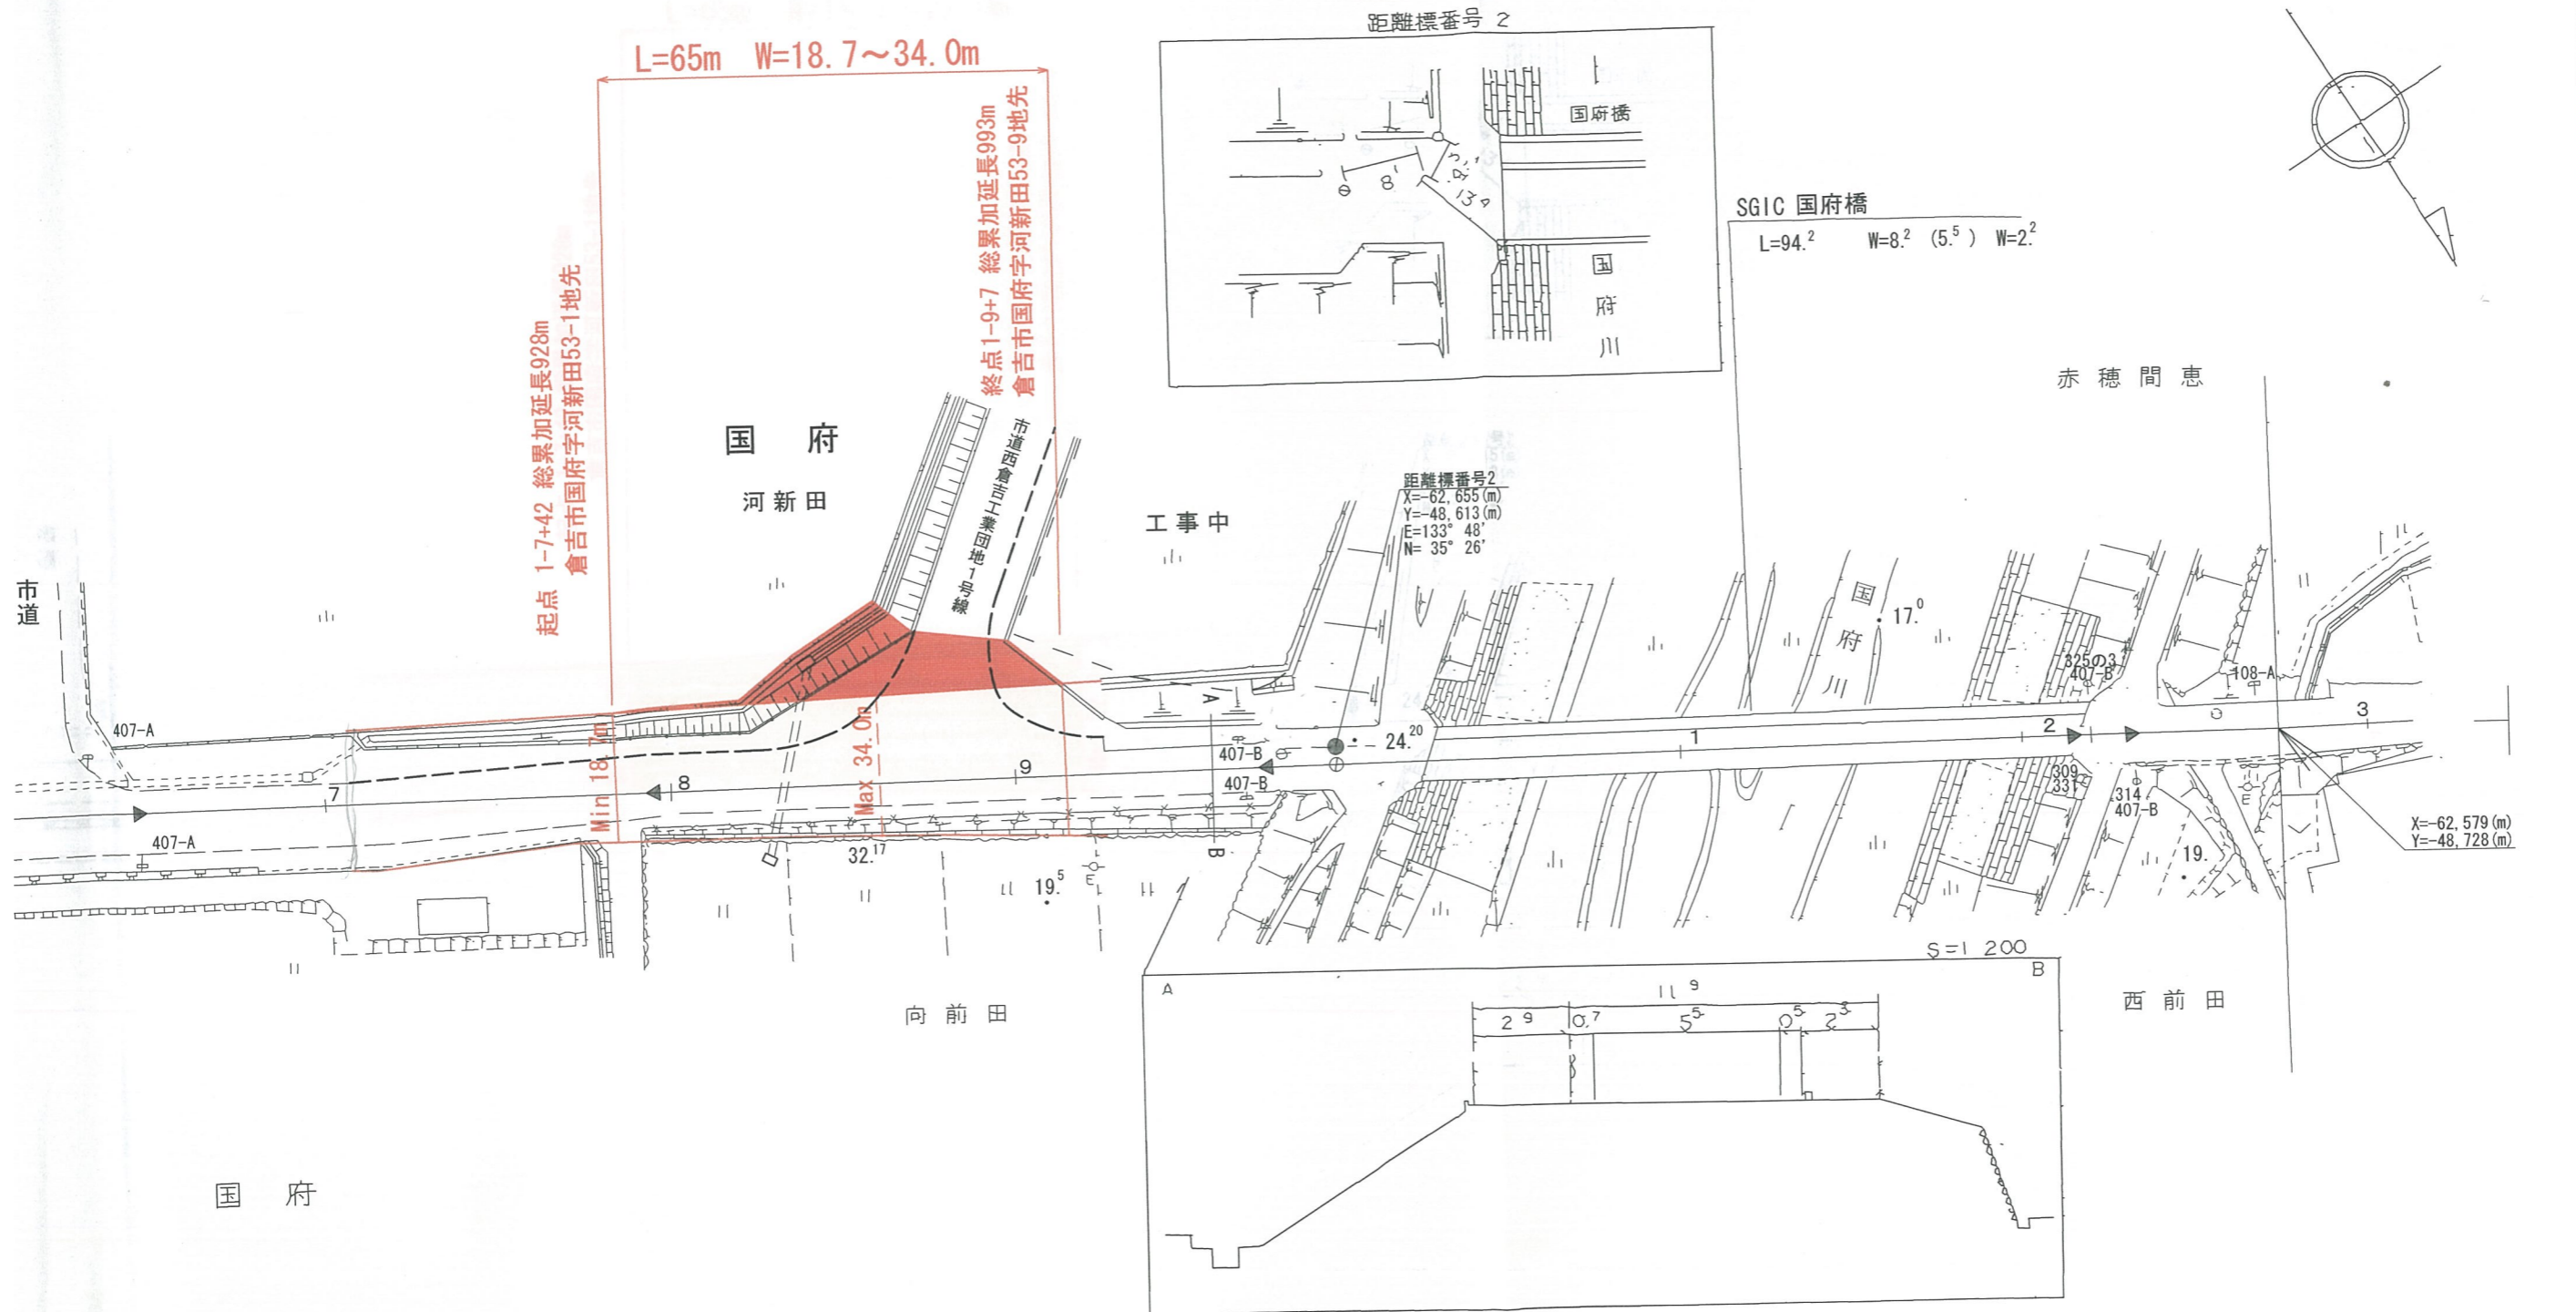 距離標番号 2
L=65m W=18.7～34.0m
起点 1-7+42 総累加延長928m
倉吉市国府字河新田53-1地先
終点1-9+7 総累加延長993m
倉吉市国府字河新田53-9地先
国府橋
8
13 4
国府川
SGIC 国府橋
L=94.2 W=8.2 (5.5) W=2.2
赤穂間恵
国府
河新田
市道西倉吉工業団地1号線
工事中
距離標番号2
X=-62,655(m)
Y=-48,613(m)
E=133° 48′
N= 35° 26′
市道
国府川
17.0
325の3
407-B
108-A
407-A
7
8
9
1
2
3
Min 18.7m
Max 34.0m
A
407-B
407-B
24.20
B
407-A
32.17
19.5
E
309
331
314
407-B
E
19.
X=-62,579(m)
Y=-48,728(m)
向前田
西前田
国府
S=1 200
A
B
11 9
2 9
0.7
5 5
0 5
2 3